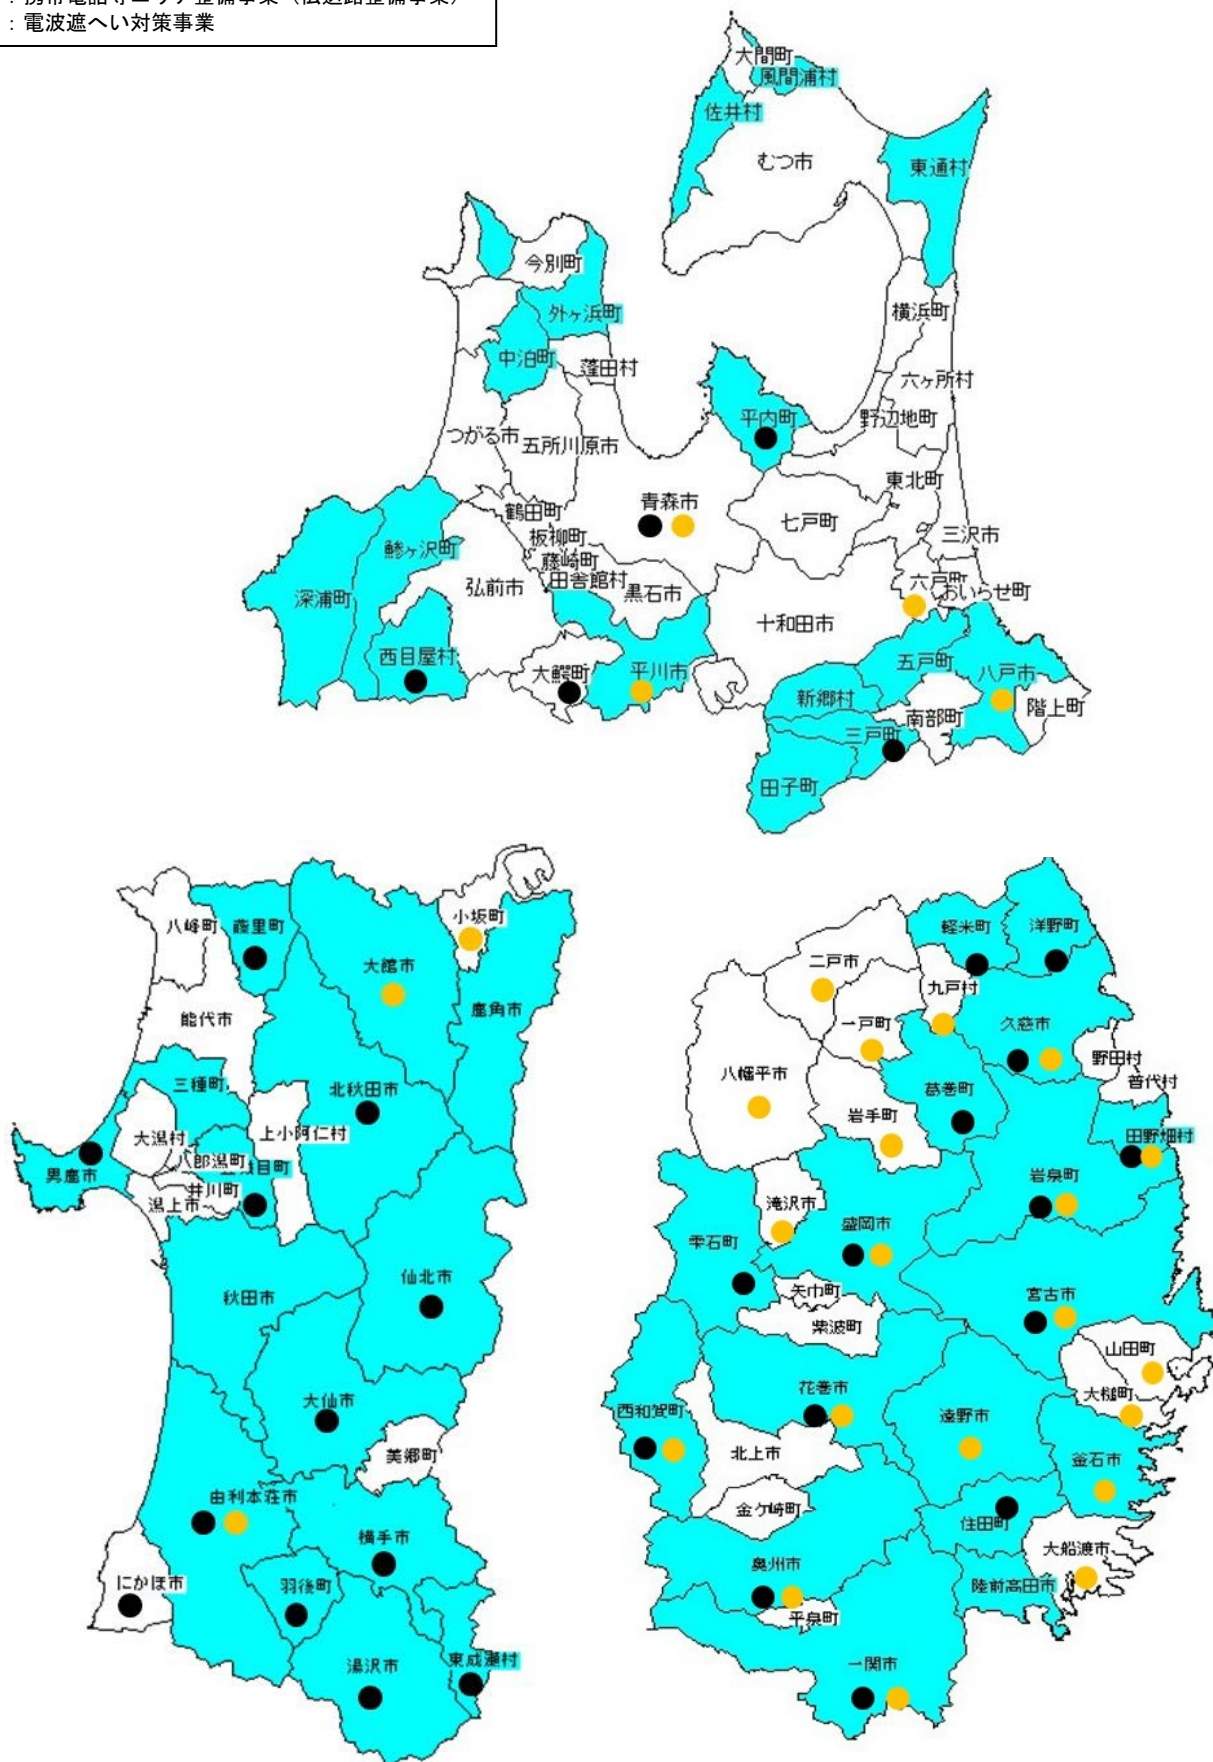 ：電波遮へい対策事業
大間町
風間浦村
佐井村
むつ市
東通村
今別町
外ヶ浜町
横浜町
中泊町
蓬田村
六ヶ所村
平内町
野辺地町
つがる市
五所川原市
東北町
青森市
七戸町
鶴田町
板柳町
三沢市
鯵ヶ沢町
藤崎町
田舎館村
黒石市
六戸町
おいらせ町
弘前市
深浦町
十和田市
西目屋村
五戸町
八戸市
大鰐町
平川市
新郷村
南部町
階上町
三戸町
田子町
八峰町
藤里町
小坂町
大館市
鹿角市
能代市
三種町
北秋田市
大潟村
上小阿仁村
八郎潟町
男鹿市
井川町
潟上市
秋田市
仙北市
大仙市
美郷町
由利本荘市
横手市
にかほ市
羽後町
湯沢市
東成瀬村
軽米町
洋野町
二戸市
九戸村
一戸町
久慈市
野田村
普代村
八幡平市
葛巻町
岩手町
田野畑村
岩泉町
滝沢市
盛岡市
雫石町
矢巾町
宮古市
紫波町
山田町
花巻市
大槌町
西和賀町
遠野市
北上市
釜石市
金ケ崎町
住田町
大船渡市
奥州市
陸前高田市
平泉町
一関市